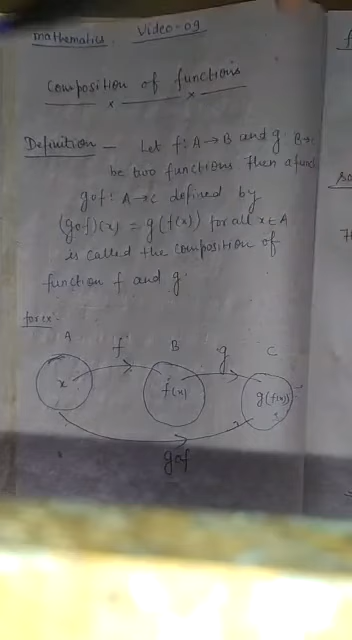 mathematics. Video-09
Composition of functions
Definition - Let f: A→B and g: B→
be two functions Then a func
gof: A→C defined by
(gof)(x) = g(f(x)) for all x∈A
is called the composition of
function f and g.
for ex-
A B C
f g
x f(x) g(f(x))
gof